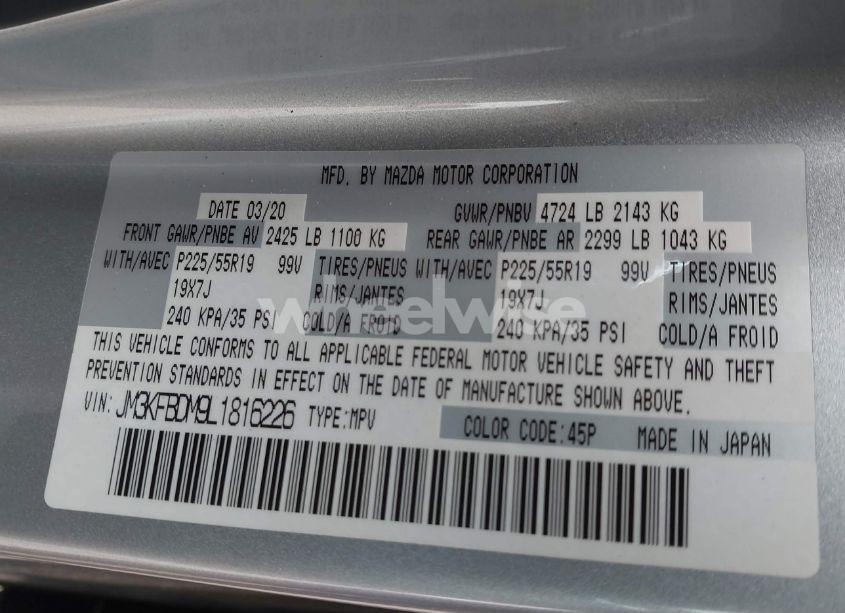 MFD. BY MAZDA MOTOR CORPORATION
DATE 03/20 GVWR/PNBV 4724 LB 2143 KG
FRONT GAWR/PNBE AV 2425 LB 1100 KG REAR GAWR/PNBE AR 2299 LB 1043 KG
WITH/AVEC P225/55R19 99V TIRES/PNEUS WITH/AVEC P225/55R19 99V TIRES/PNEUS
19X7J RIMS/JANTES 19X7J RIMS/JANTES
240 KPA/35 PSI COLD/A FROID 240 KPA/35 PSI COLD/A FROID
wheelwise
THIS VEHICLE CONFORMS TO ALL APPLICABLE FEDERAL MOTOR VEHICLE SAFETY AND THEFT
PREVENTION STANDARDS IN EFFECT ON THE DATE OF MANUFACTURE SHOWN ABOVE.
VIN: JM3KFBDM9L1816226 TYPE:MPV COLOR CODE:45P MADE IN JAPAN